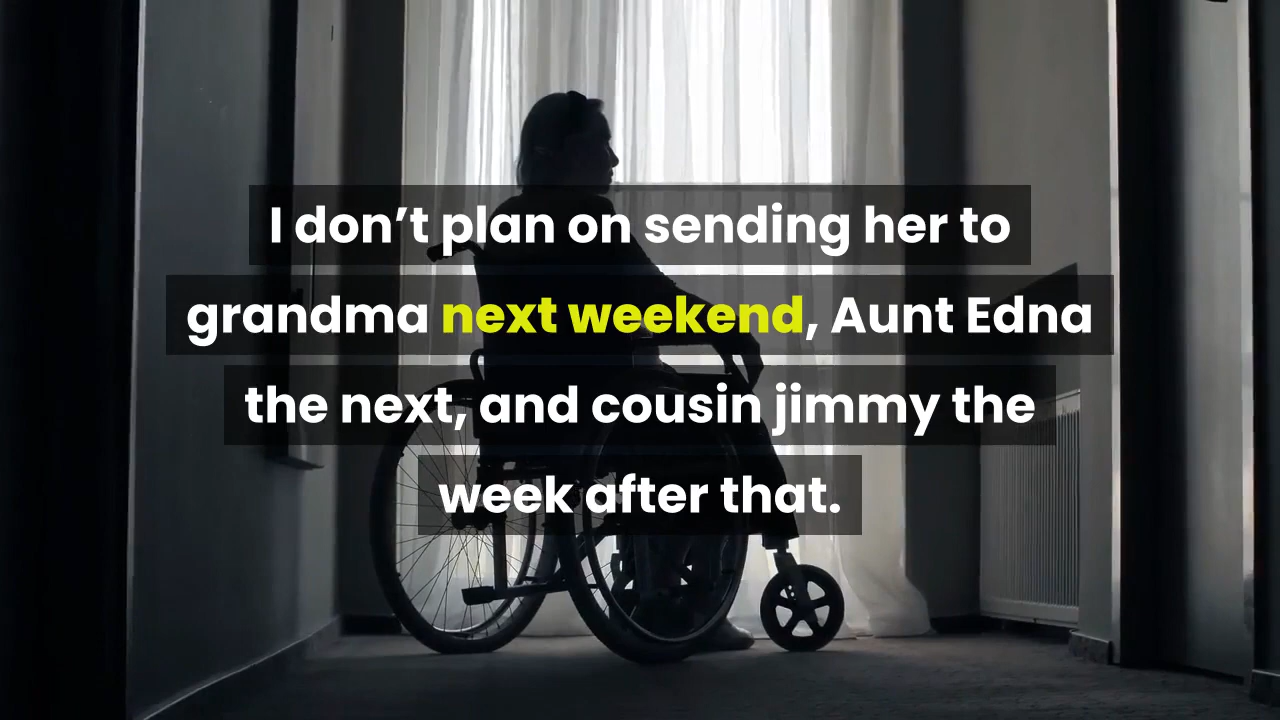 I don’t plan on sending her to
grandma next weekend, Aunt Edna
the next, and cousin jimmy the
week after that.